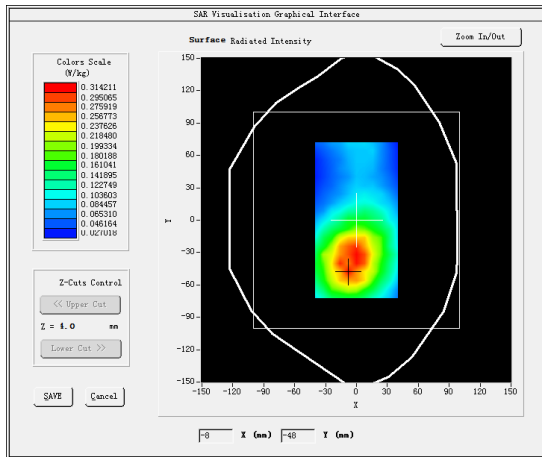 SAR Visualisation Graphical Interface
Surface Radiated Intensity
Zoom In/Out
Colors Scale
(W/kg)
0.314211
0.295065
0.275919
0.256773
0.237626
0.218480
0.199334
0.180188
0.161041
0.141895
0.122749
0.103603
0.084457
0.065310
0.046164
0.027018
Z-Cuts Control
<< Upper Cut
Z = 4.0 mm
Lower Cut >>
SAVE
Cancel
150
120
90
60
30
0
-30
-60
-90
-120
-150
Y
-150 -120 -90 -60 -30 0 30 60 90 120 150
X
-8 X (mm) -48 Y (mm)